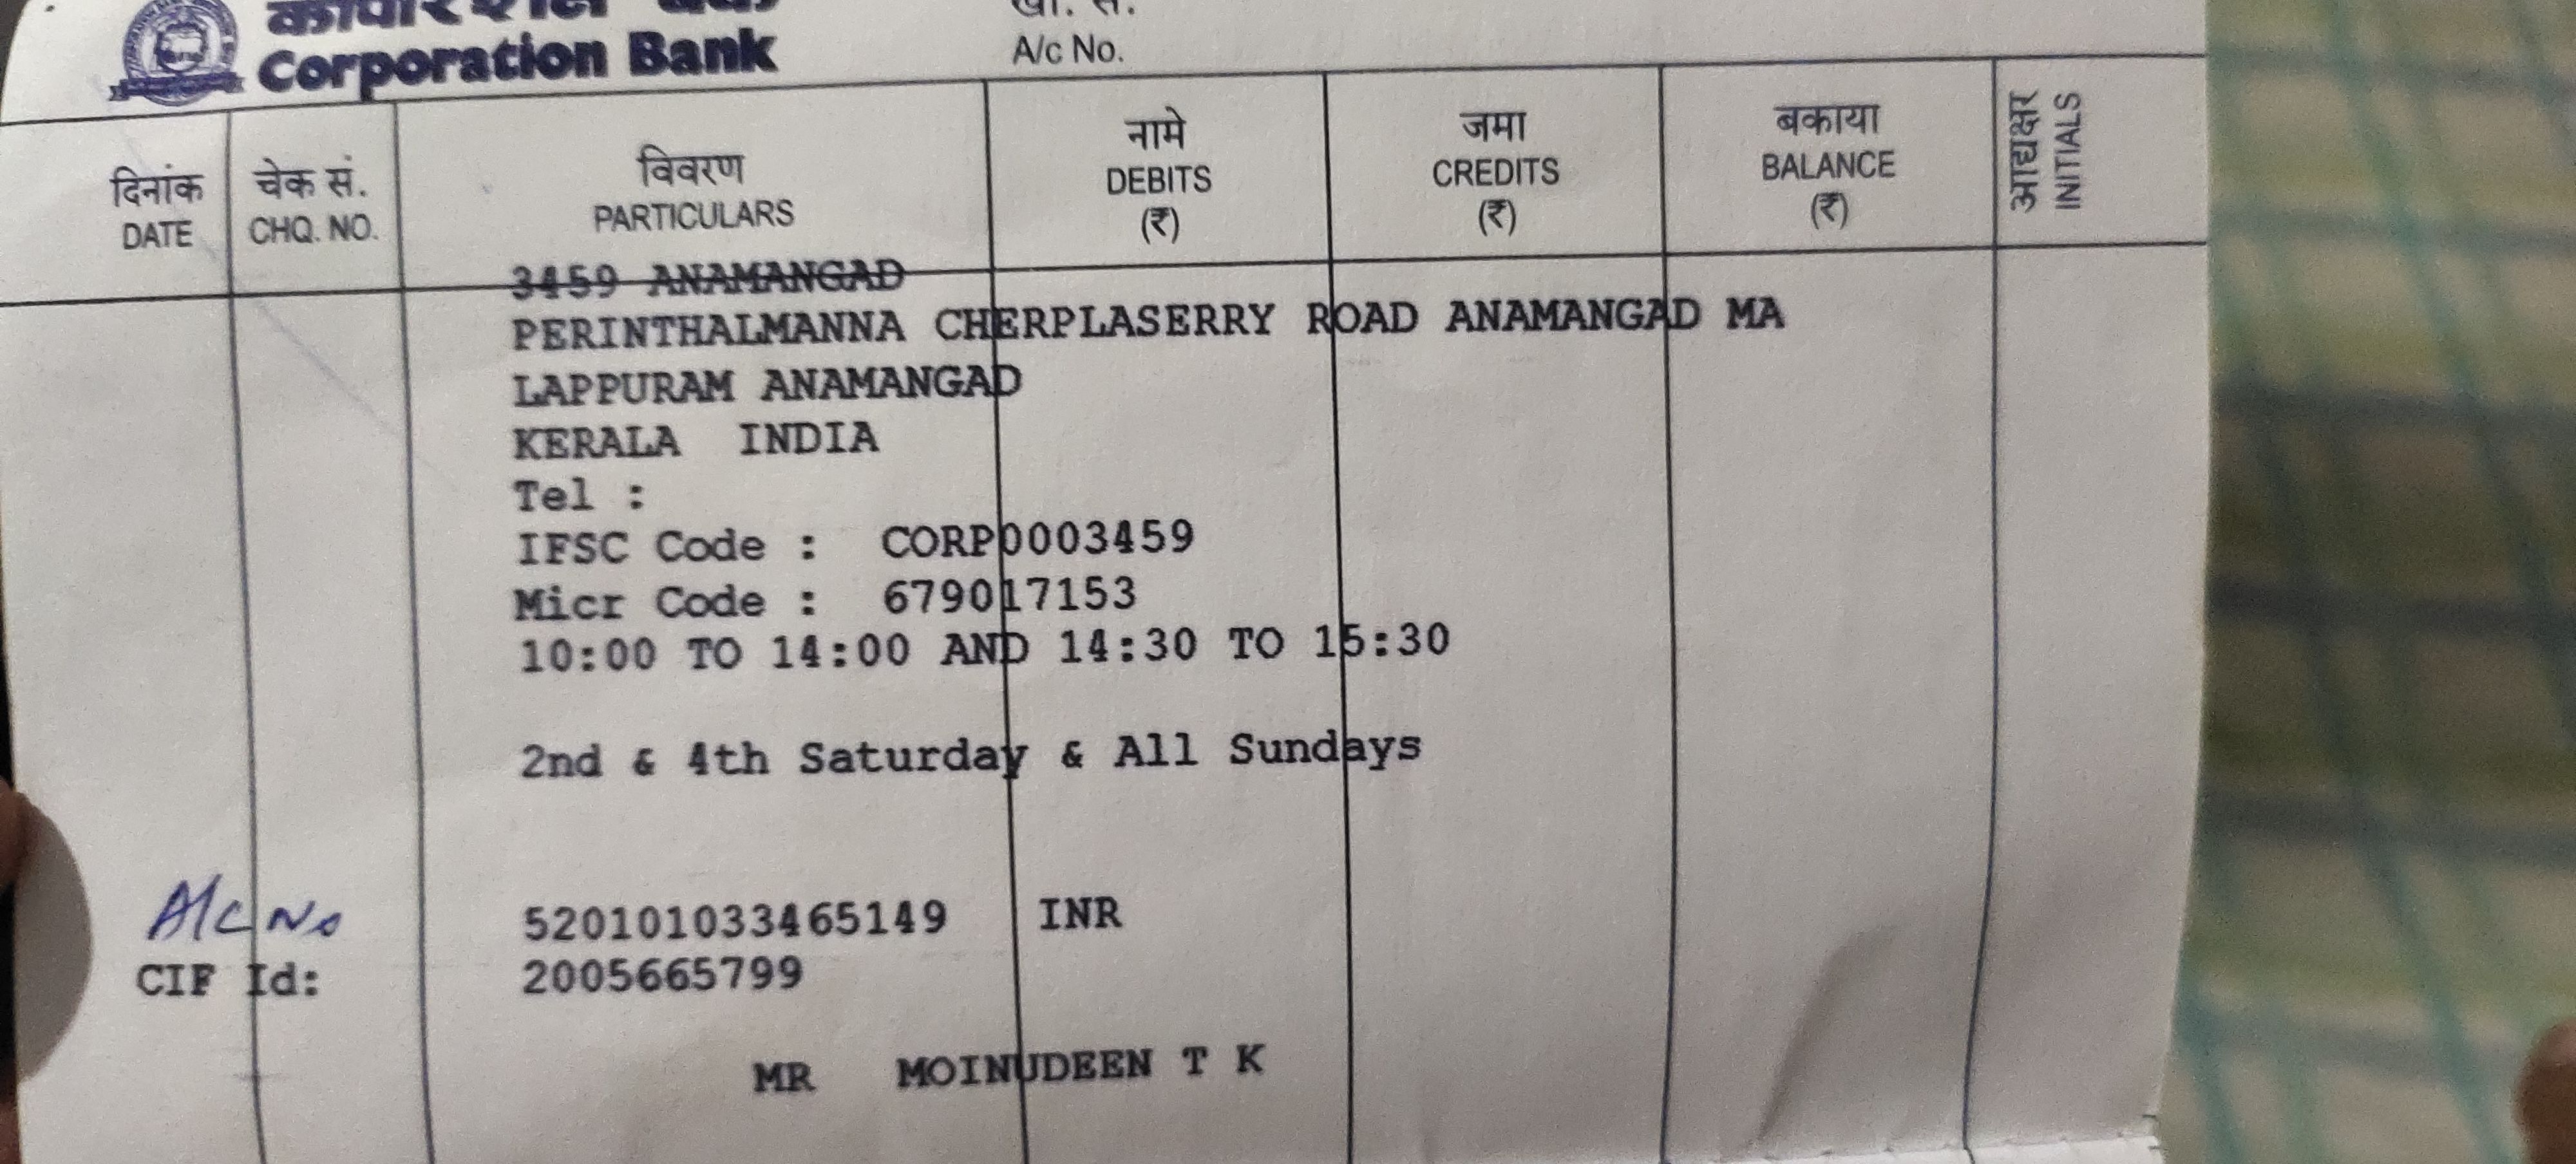 Corporation Bank
A/c No.
दिनांक चेक सं. विवरण नामे जमा बकाया आद्यक्षर
DATE CHQ. NO. PARTICULARS DEBITS CREDITS BALANCE INITIALS
(₹) (₹) (₹)
3459 ANAMANGAD
PERINTHALMANNA CHERPLASERRY ROAD ANAMANGAD MA
LAPPURAM ANAMANGAD
KERALA INDIA
Tel :
IFSC Code : CORP0003459
Micr Code : 679017153
10:00 TO 14:00 AND 14:30 TO 15:30
2nd & 4th Saturday & All Sundays
A/C No 520101033465149 INR
CIF Id: 2005665799
MR MOINUDEEN T K